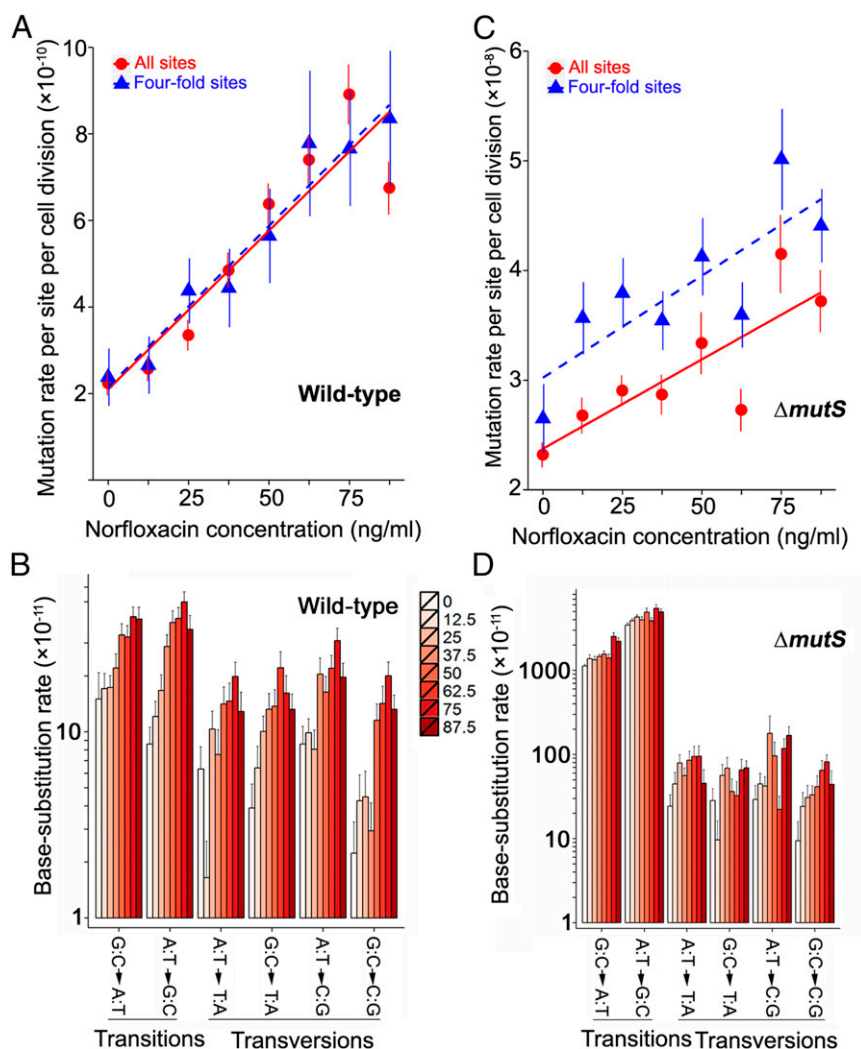 A
Mutation rate per site per cell division (×10⁻¹⁰)
10
8
6
4
2
All sites
Four-fold sites
Wild-type
0
25
50
75
Norfloxacin concentration (ng/ml)
C
Mutation rate per site per cell division (×10⁻⁸)
6
5
4
3
2
All sites
Four-fold sites
ΔmutS
0
25
50
75
Norfloxacin concentration (ng/ml)
B
Base-substitution rate (×10⁻¹¹)
10
1
Wild-type
0
12.5
25
37.5
50
62.5
75
87.5
G:C→A:T
A:T→G:C
A:T→T:A
G:C→T:A
A:T→C:G
G:C→C:G
Transitions
Transversions
D
Base-substitution rate (×10⁻¹¹)
1000
100
10
1
ΔmutS
G:C→A:T
A:T→G:C
A:T→T:A
G:C→T:A
A:T→C:G
G:C→C:G
Transitions
Transversions